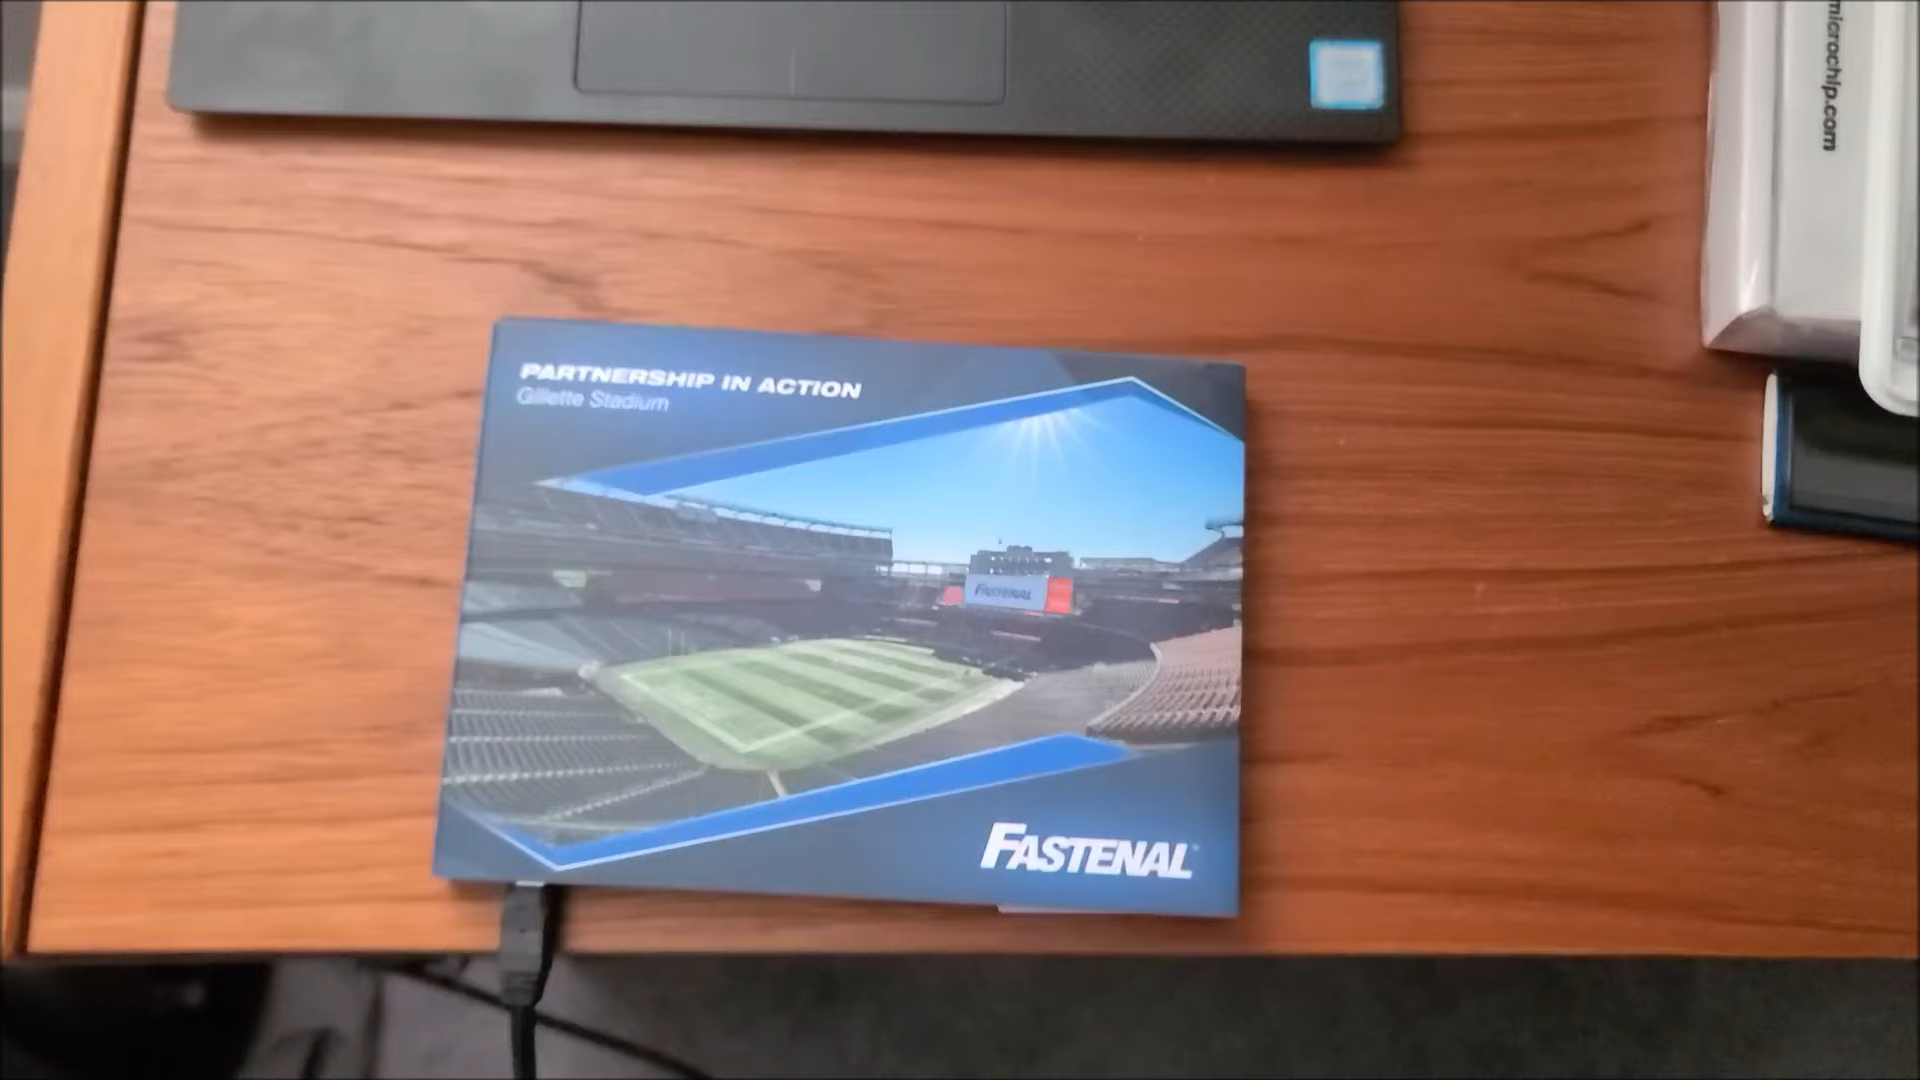 microchip.com
PARTNERSHIP IN ACTION
Gillette Stadium
FASTENAL
FASTENAL